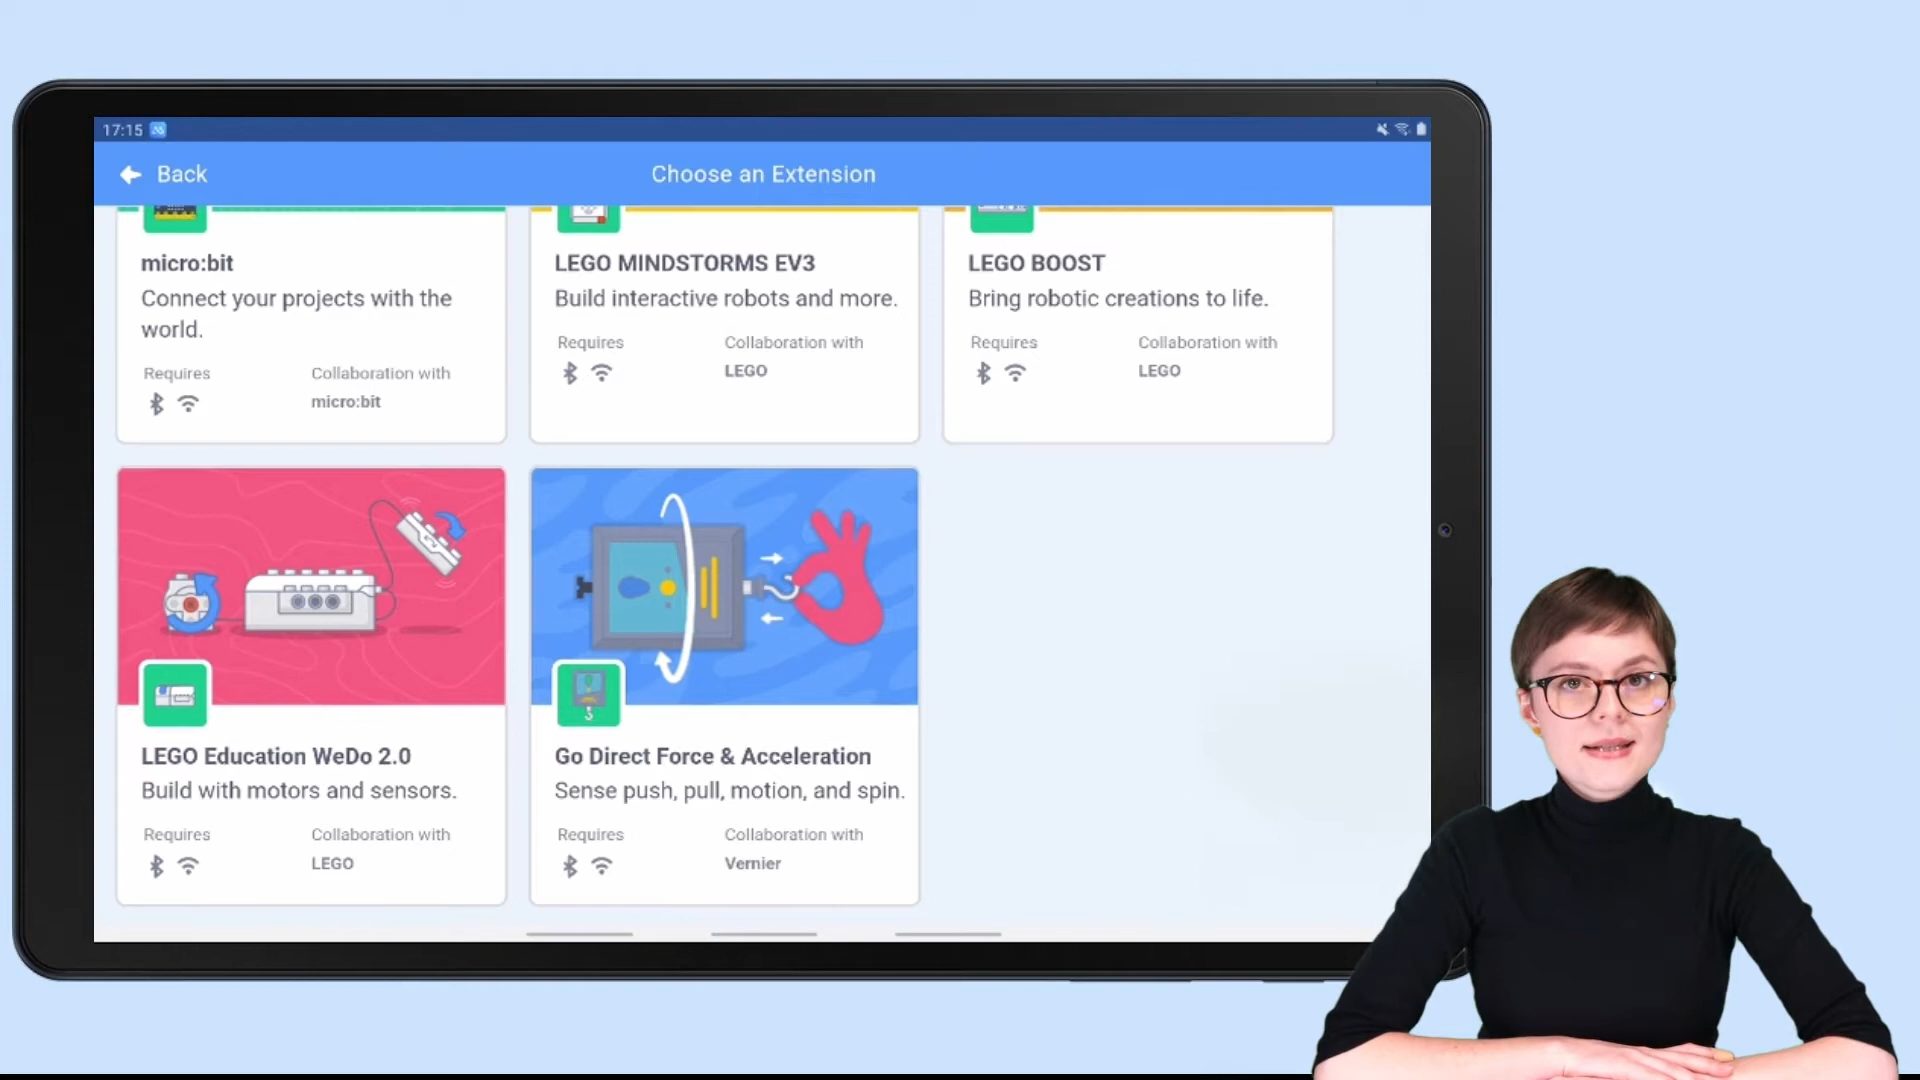 17:15
Back
Choose an Extension
micro:bit
Connect your projects with the
world.
Requires
Collaboration with
micro:bit
LEGO MINDSTORMS EV3
Build interactive robots and more.
Requires
Collaboration with
LEGO
LEGO BOOST
Bring robotic creations to life.
Requires
Collaboration with
LEGO
LEGO Education WeDo 2.0
Build with motors and sensors.
Requires
Collaboration with
LEGO
Go Direct Force & Acceleration
Sense push, pull, motion, and spin.
Requires
Collaboration with
Vernier